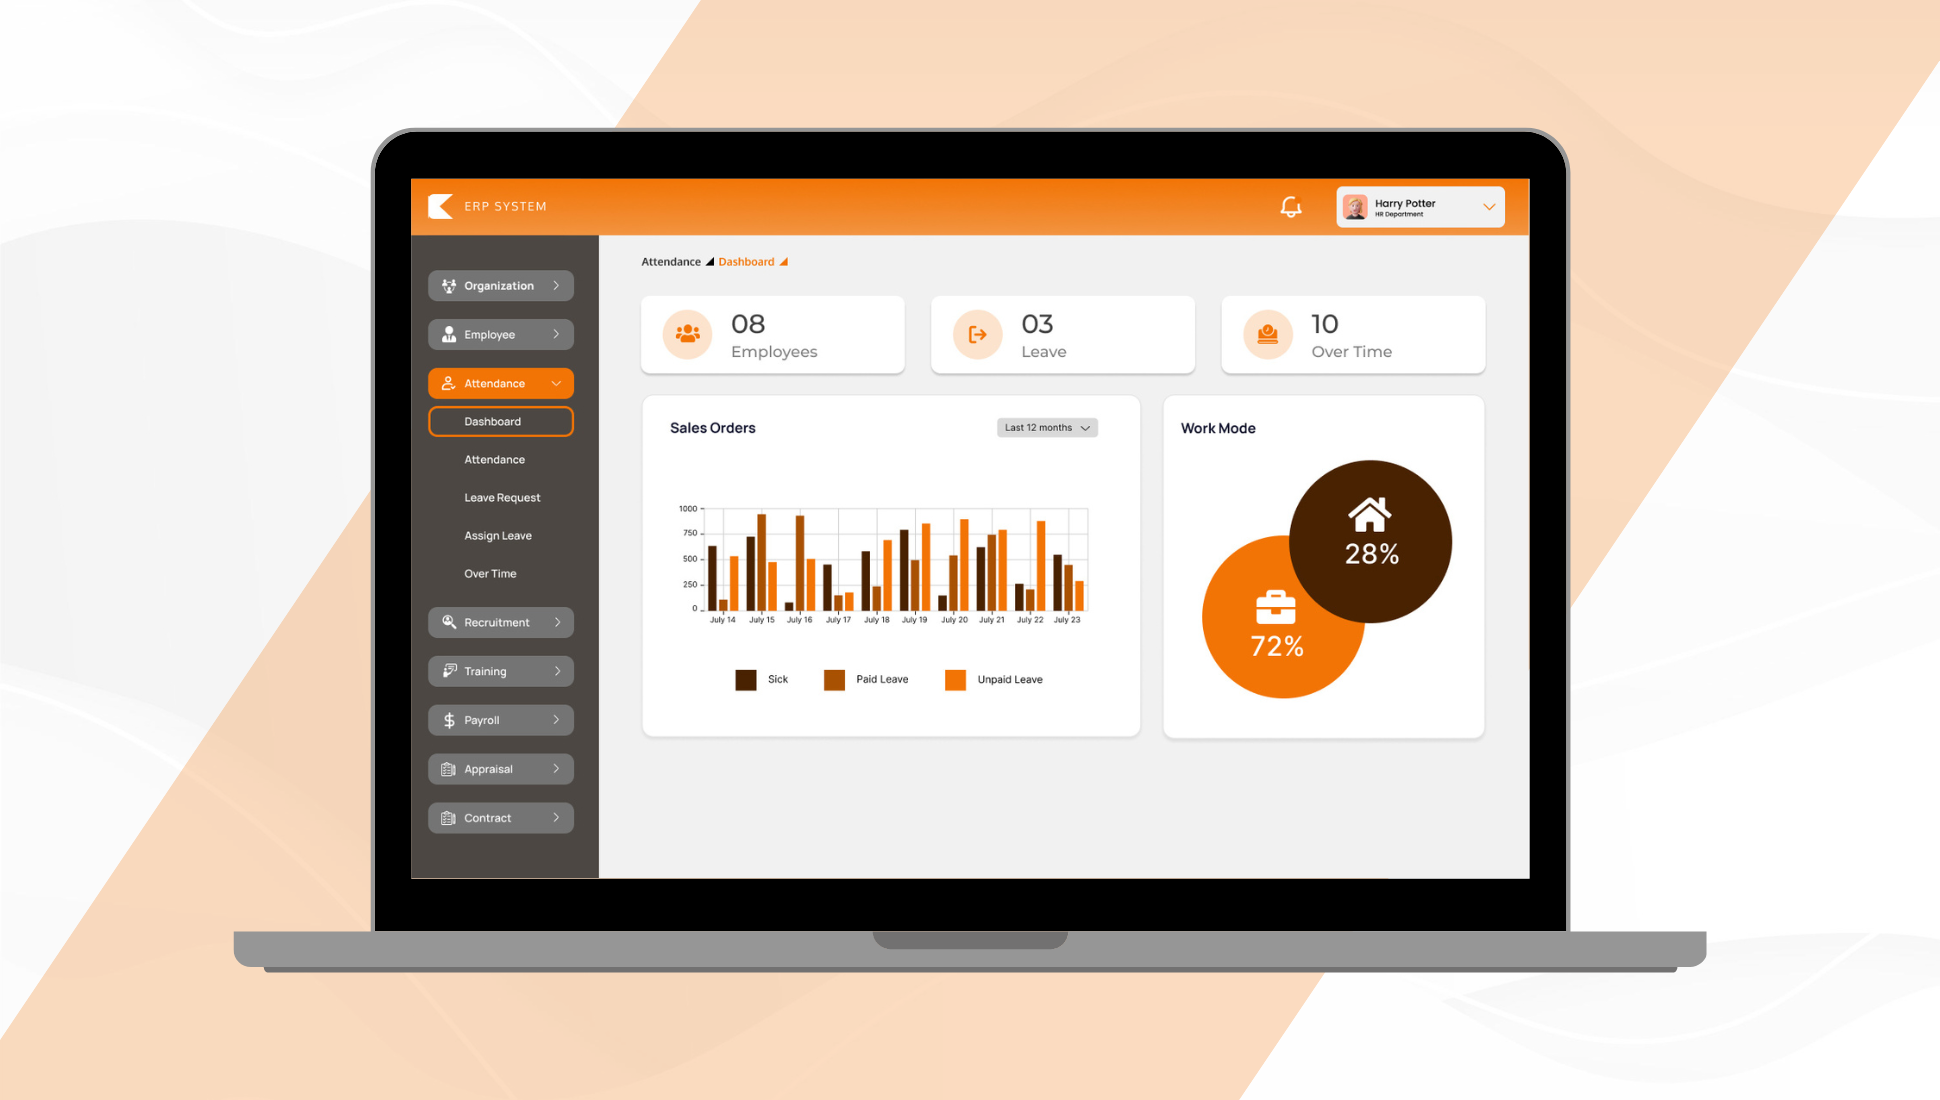 ERP SYSTEM
Harry Potter
HR Department
Organization
Employee
Attendance
Dashboard
Attendance
Leave Request
Assign Leave
Over Time
Recruitment
Training
Payroll
Appraisal
Contract
Attendance Dashboard
08
Employees
03
Leave
10
Over Time
Sales Orders
Last 12 months
1000
750
500
250
0
July 14 July 15 July 16 July 17 July 18 July 19 July 20 July 21 July 22 July 23
Sick Paid Leave Unpaid Leave
Work Mode
28%
72%